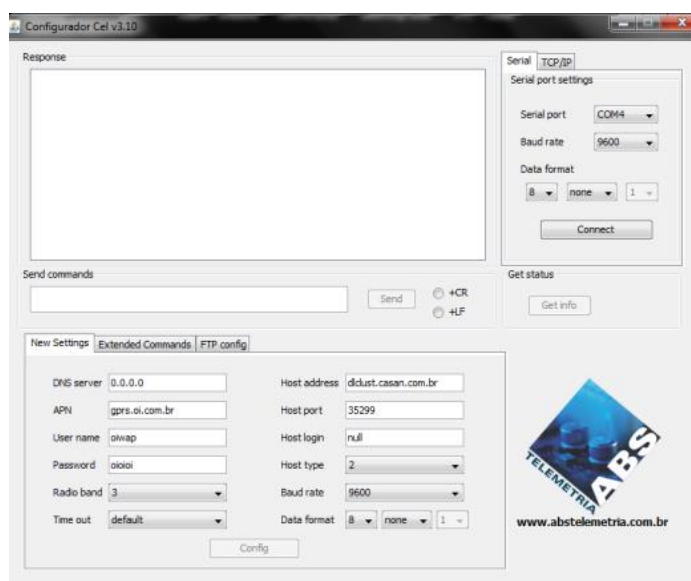 Configurador Cel v3.10
Response
Serial TCP/IP
Serial port settings
Serial port COM4
Baud rate 9600
Data format
8 none 1
Connect
Send commands
Send
+CR
+LF
Get status
Get info
New Settings Extended Commands FTP config
DNS server 0.0.0.0 Host address dlclust.casan.com.br
APN gprs.oi.com.br Host port 35299
User name oiwap Host login null
Password oioioi Host type 2
Radio band 3 Baud rate 9600
Time out default Data format 8 none 1
Config
TELEMETRIA ABS
www.abstelemetria.com.br